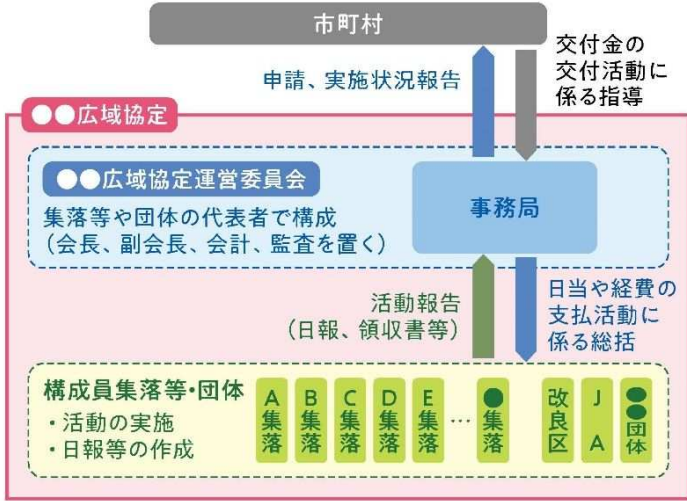 市町村
申請、実施状況報告
交付金の
交付活動に
係る指導
●●広域協定
●●広域協定運営委員会
集落等や団体の代表者で構成
（会長、副会長、会計、監査を置く）
事務局
活動報告
（日報、領収書等）
日当や経費の
支払活動に
係る総括
構成員集落等・団体
・活動の実施
・日報等の作成
A集落
B集落
C集落
D集落
E集落
…
●集落
改良区
JA
●●団体